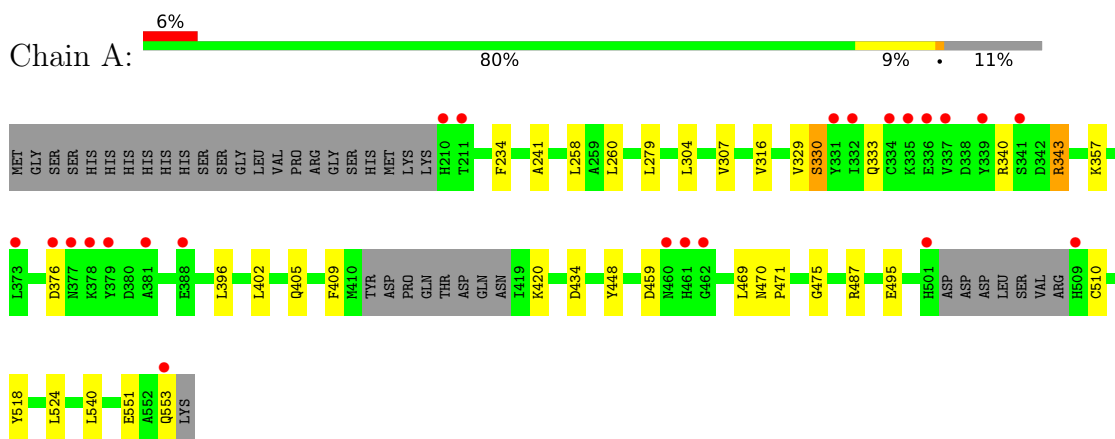 6%
Chain A:
80% 9% • 11%
MET GLY SER SER HIS HIS HIS HIS HIS HIS SER SER GLY LEU VAL PRO ARG GLY SER HIS MET LYS LYS H210 T211 F234 A241 L258 A259 L260 L279 L304 V307 V316 V329 S330 Y331 I332 Q333 C334 K335 E336 V337 D338 Y339 R340 S341 D342 R343 K357
L373 D376 N377 K378 Y379 D380 A381 E388 L396 L402 Q405 F409 M410 TYR ASP PRO GLN THR ASP GLN ASN I419 K420 D434 Y448 D459 N460 H461 G462 L469 N470 P471 G475 R487 E495 H501 ASP ASP ASP LEU SER VAL ARG H509 C510
Y518 L524 L540 E551 A552 Q553 LYS